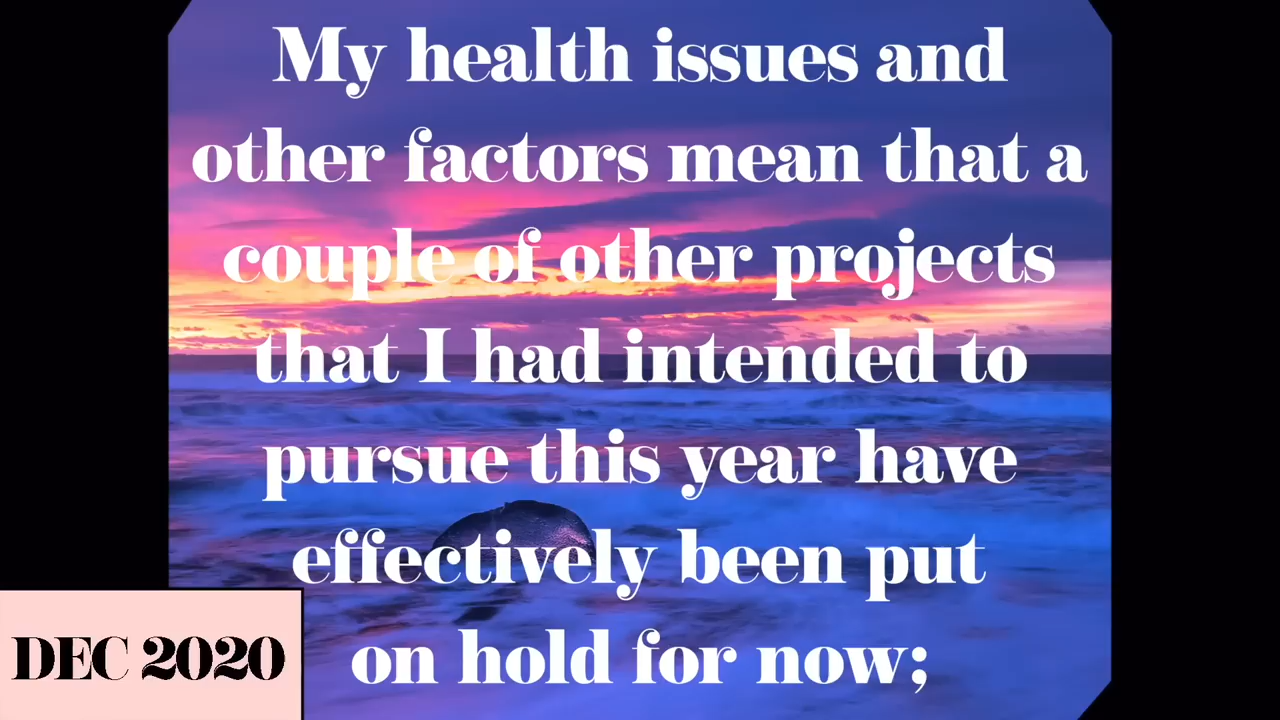 My health issues and
other factors mean that a
couple of other projects
that I had intended to
pursue this year have
effectively been put
on hold for now;
DEC 2020